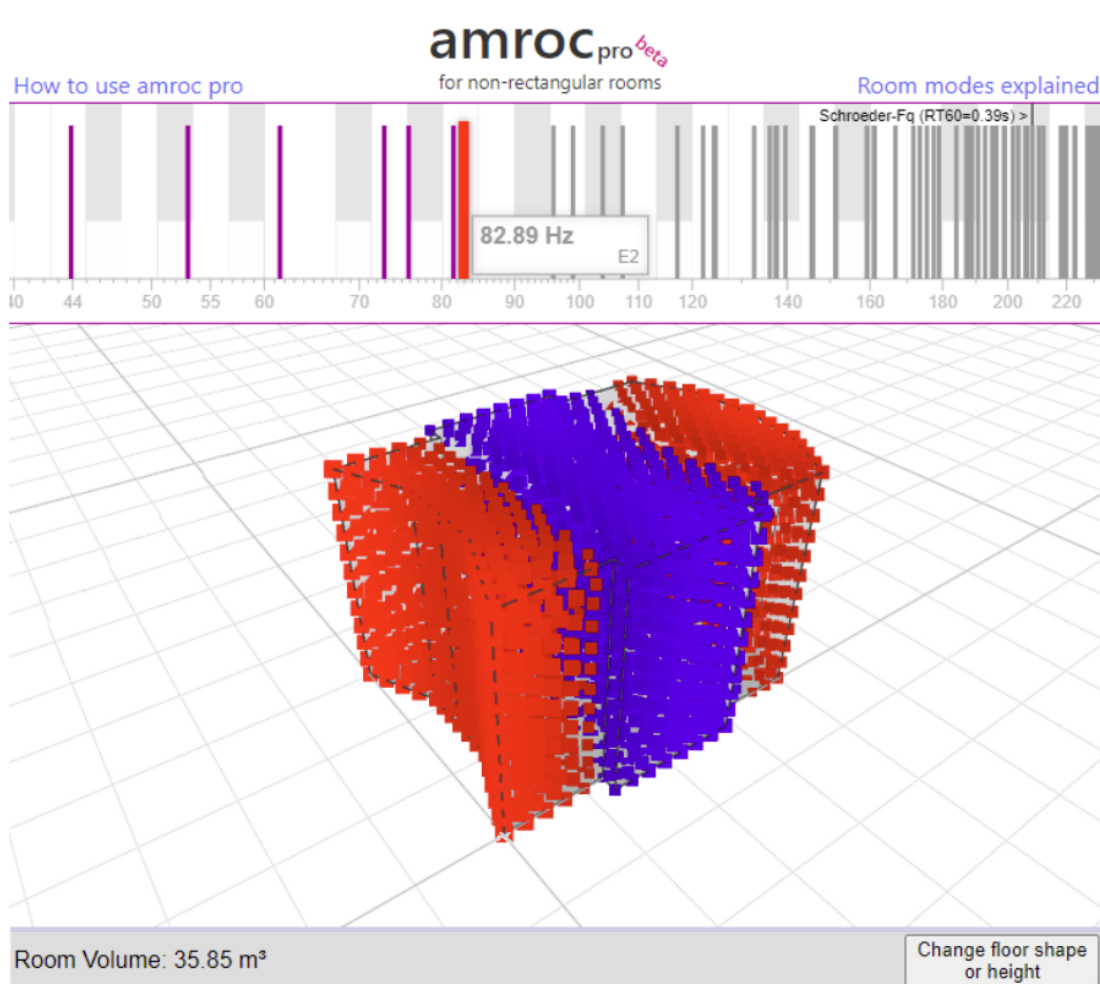 amroc pro beta
for non-rectangular rooms
How to use amroc pro
Room modes explained
Schroeder-Fq (RT60=0.39s) >
82.89 Hz
E2
40 44 50 55 60 70 80 90 100 110 120 140 160 180 200 220
Room Volume: 35.85 m³
Change floor shape
or height